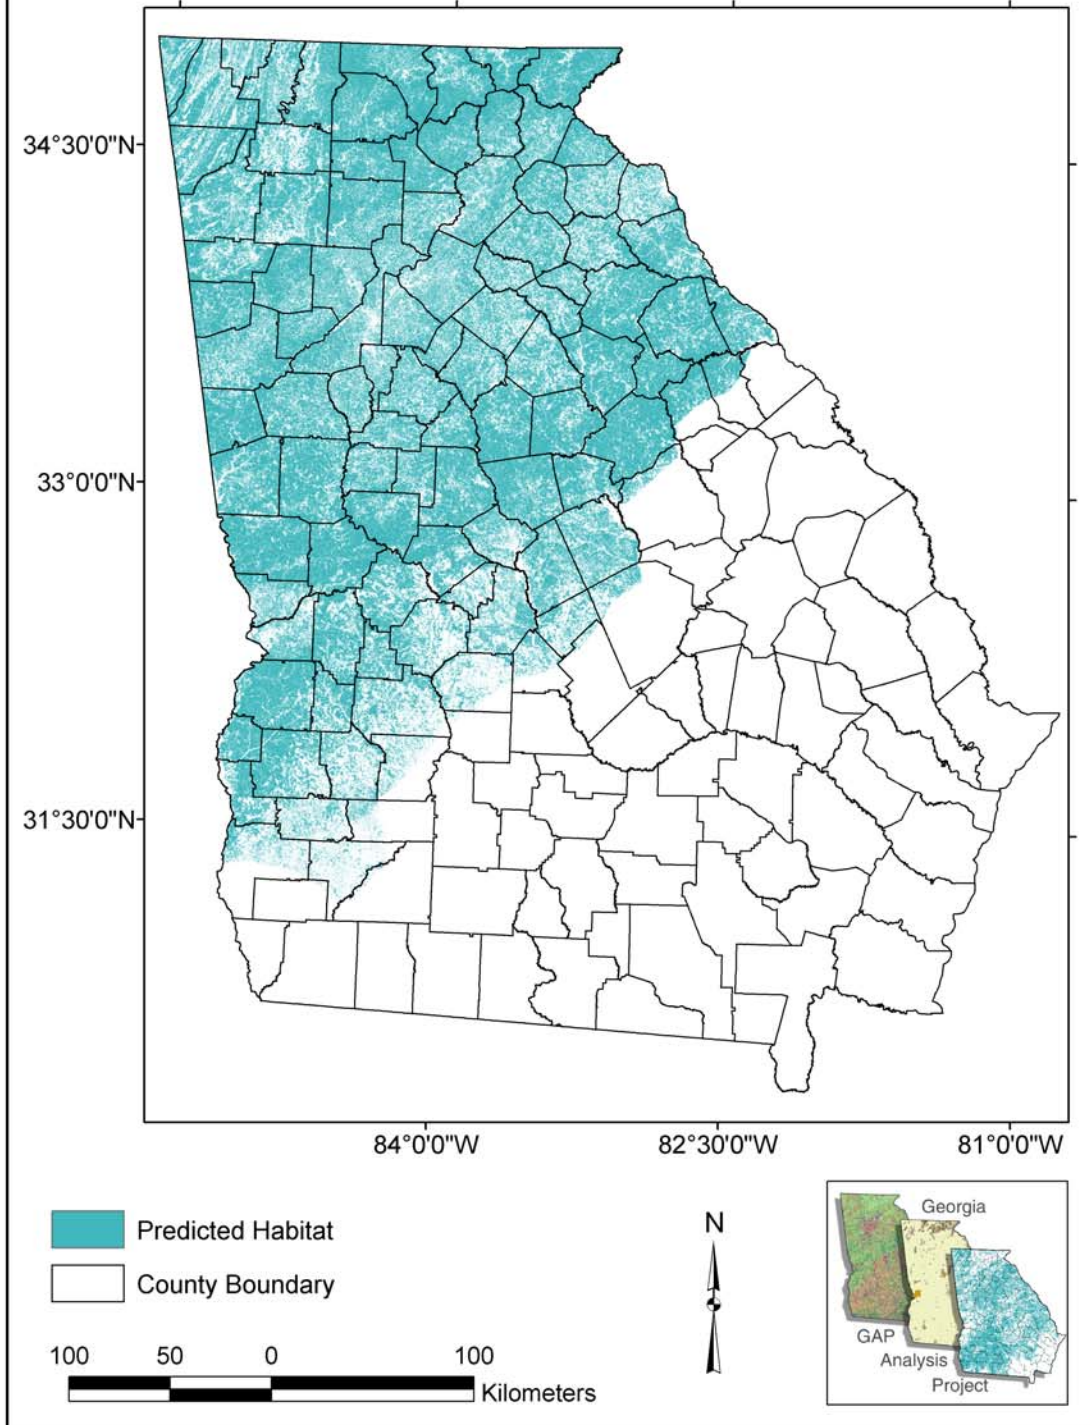 34°30'0"N
33°0'0"N
31°30'0"N
84°0'0"W 82°30'0"W 81°0'0"W
Predicted Habitat
County Boundary
100 50 0 100
Kilometers
N
Georgia
GAP
Analysis
Project